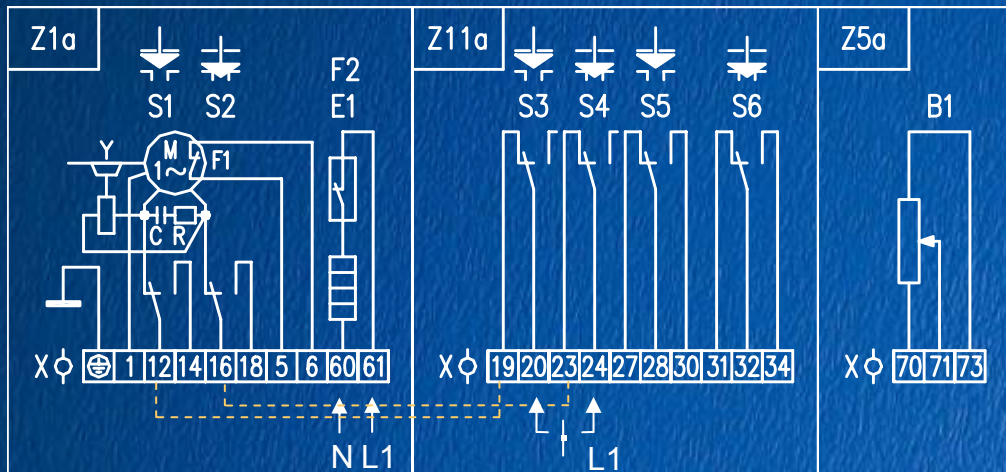 Z1a
Z11a
Z5a
F2
S1 S2 E1
S3 S4 S5 S6
B1
Y
M
1~
F1
C R
X 1 12 14 16 18 5 6 60 61
X 19 20 23 24 27 28 30 31 32 34
X 70 71 73
N L1
L1